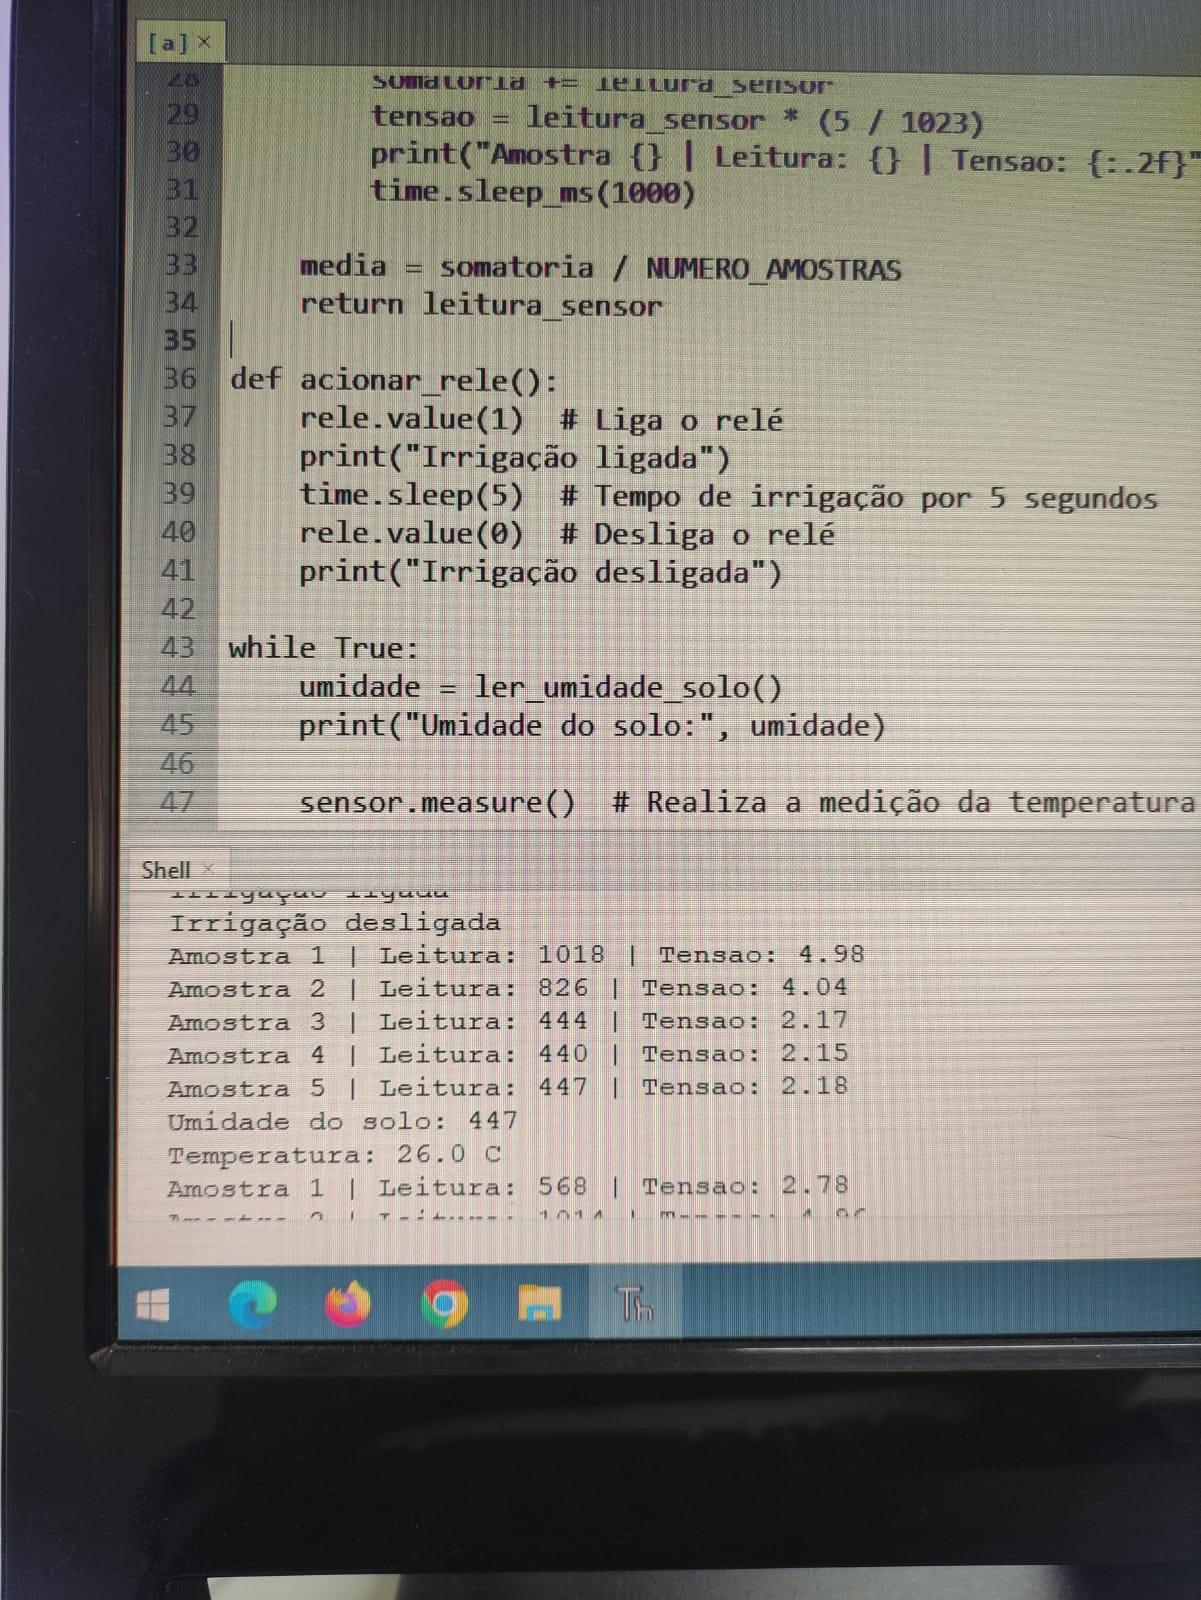 [a] ×
28 somatoria += leitura_sensor
29 tensao = leitura_sensor * (5 / 1023)
30 print("Amostra {} | Leitura: {} | Tensao: {:.2f}"
31 time.sleep_ms(1000)
32
33 media = somatoria / NUMERO_AMOSTRAS
34 return leitura_sensor
35
36 def acionar_rele():
37 rele.value(1) # Liga o relé
38 print("Irrigação ligada")
39 time.sleep(5) # Tempo de irrigação por 5 segundos
40 rele.value(0) # Desliga o relé
41 print("Irrigação desligada")
42
43 while True:
44 umidade = ler_umidade_solo()
45 print("Umidade do solo:", umidade)
46
47 sensor.measure() # Realiza a medição da temperatura
Shell ×
Irrigação ligada
Irrigação desligada
Amostra 1 | Leitura: 1018 | Tensao: 4.98
Amostra 2 | Leitura: 826 | Tensao: 4.04
Amostra 3 | Leitura: 444 | Tensao: 2.17
Amostra 4 | Leitura: 440 | Tensao: 2.15
Amostra 5 | Leitura: 447 | Tensao: 2.18
Umidade do solo: 447
Temperatura: 26.0 C
Amostra 1 | Leitura: 568 | Tensao: 2.78
Th